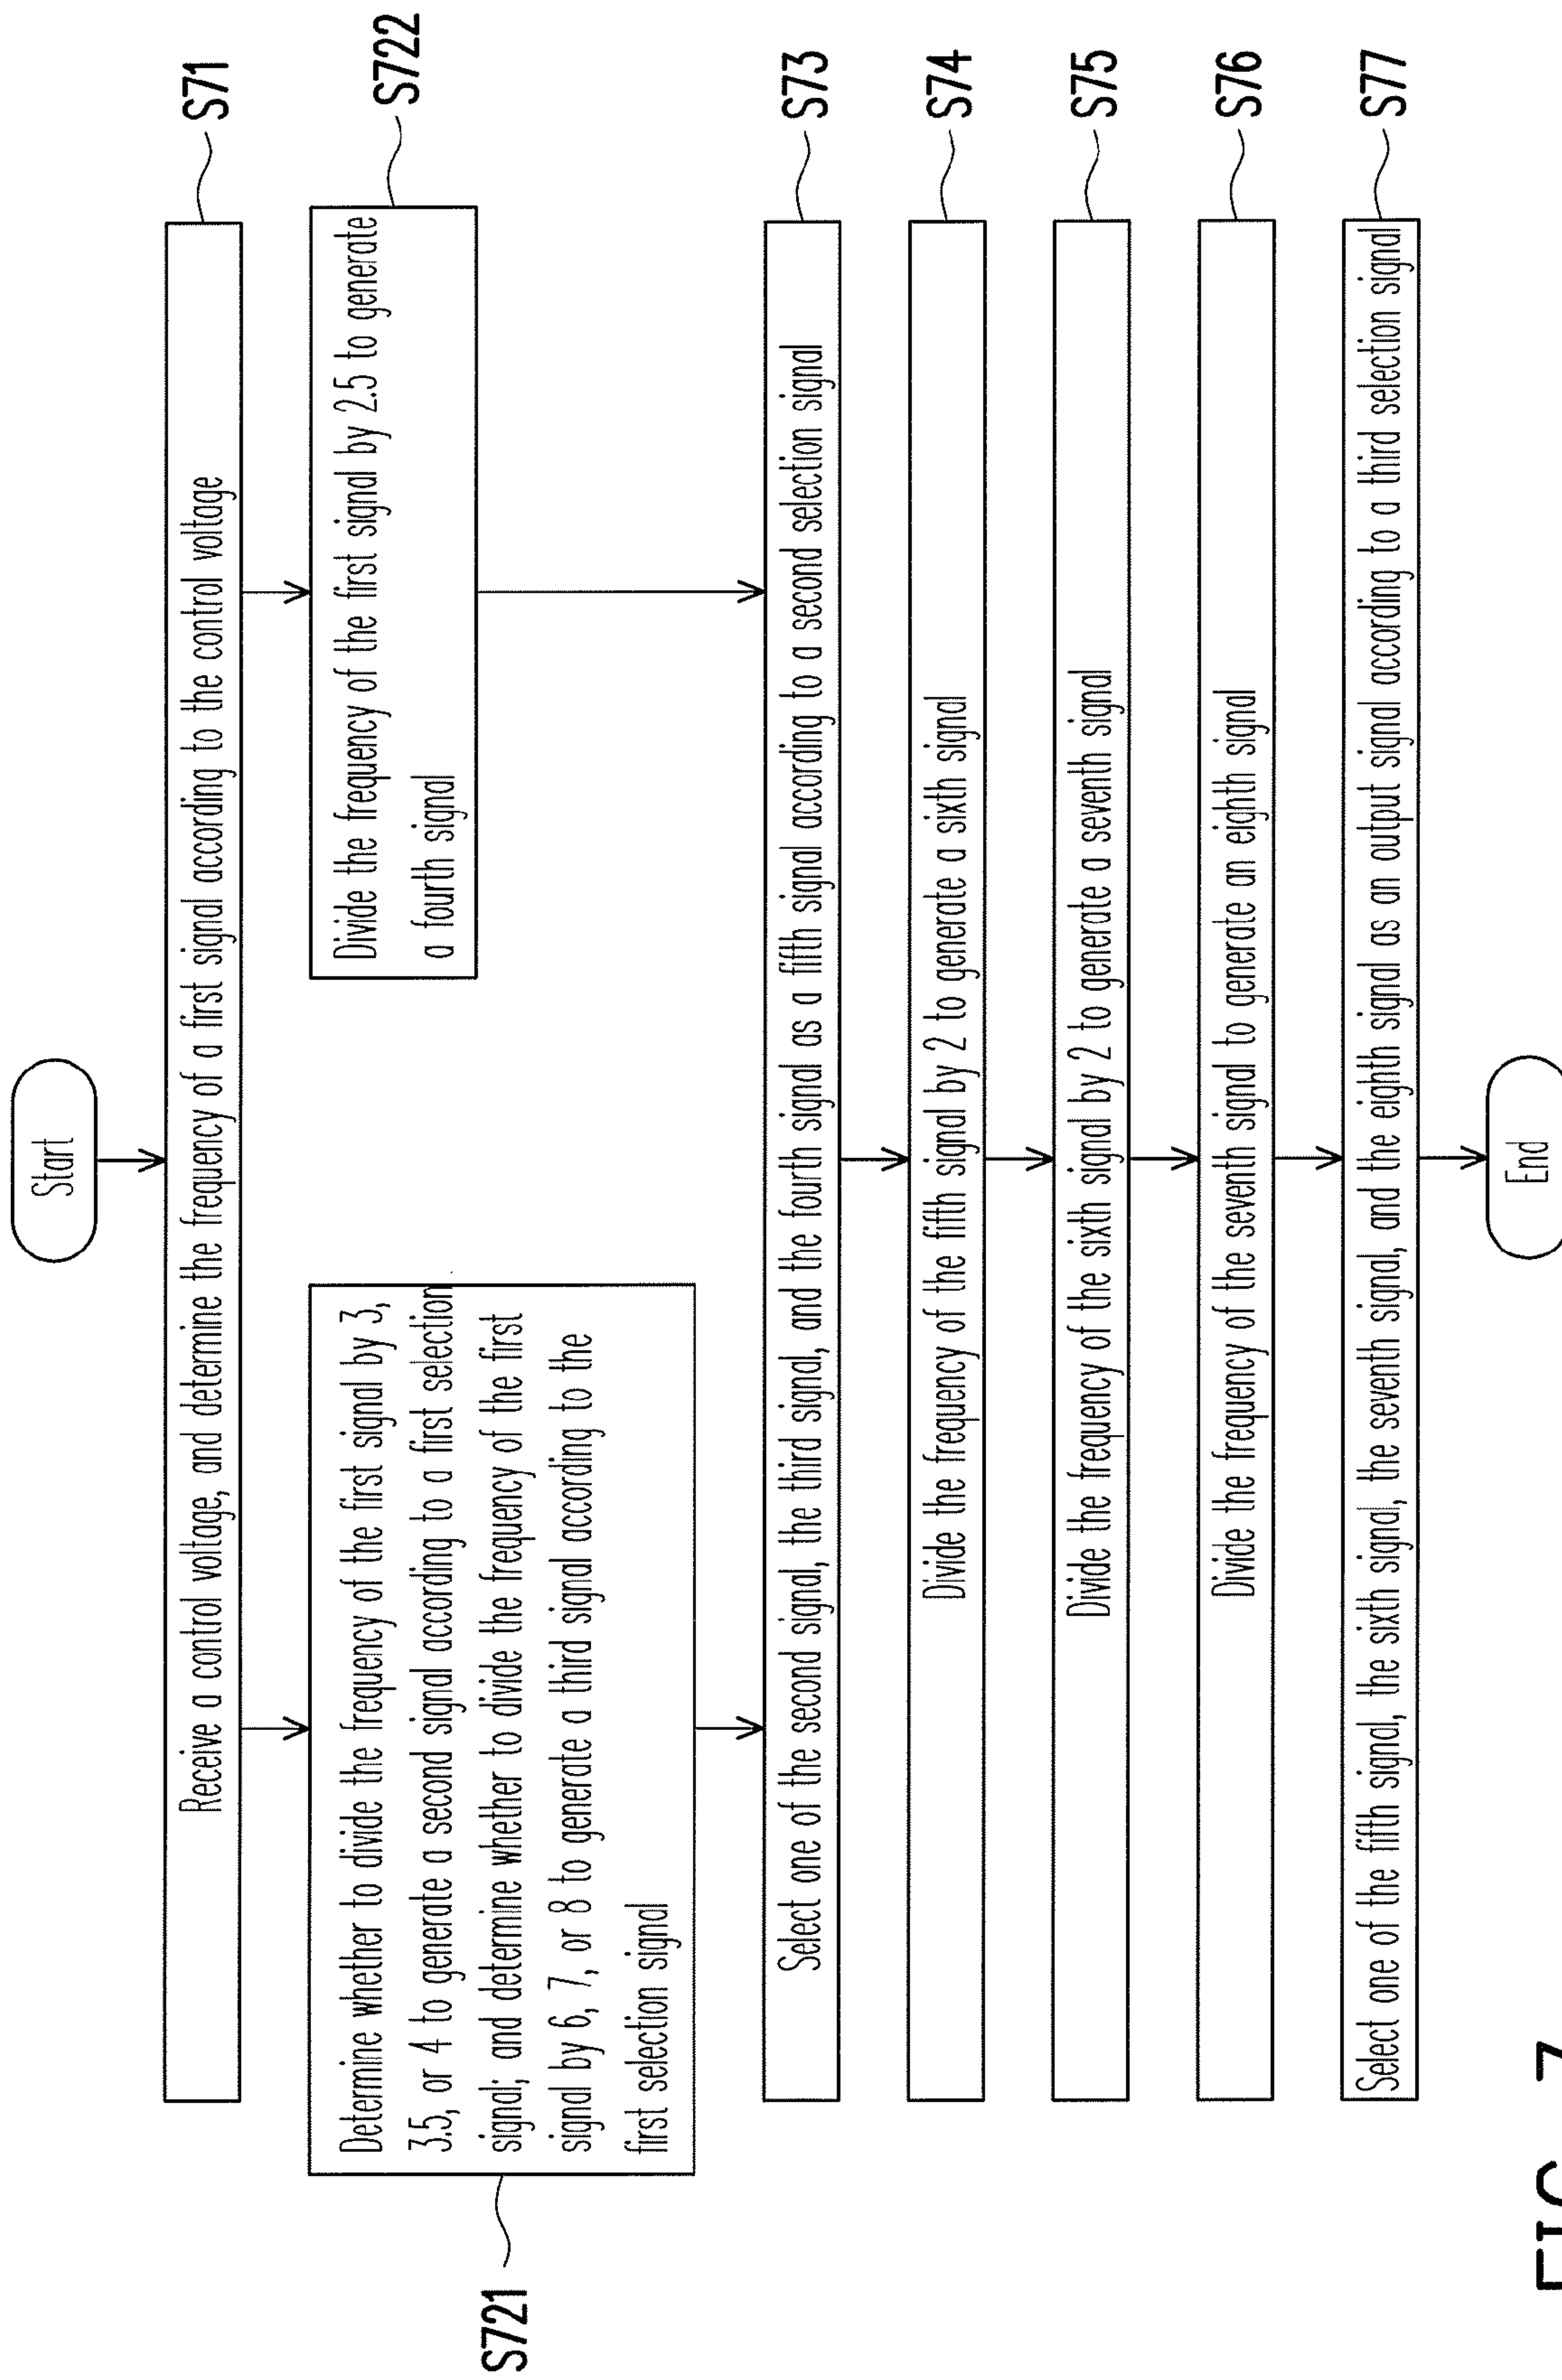 Start
Receive a control voltage, and determine the frequency of a first signal according to the control voltage
S71
Determine whether to divide the frequency of the first signal by 3,
3.5, or 4 to generate a second signal according to a first selection
signal; and determine whether to divide the frequency of the first
signal by 6, 7, or 8 to generate a third signal according to the
first selection signal
S721
Divide the frequency of the first signal by 2.5 to generate
a fourth signal
S722
Select one of the second signal, the third signal, and the fourth signal as a fifth signal according to a second selection signal
S73
Divide the frequency of the fifth signal by 2 to generate a sixth signal
S74
Divide the frequency of the sixth signal by 2 to generate a seventh signal
S75
Divide the frequency of the seventh signal to generate an eighth signal
S76
Select one of the fifth signal, the sixth signal, the seventh signal, and the eighth signal as an output signal according to a third selection signal
S77
End
FIG. 7